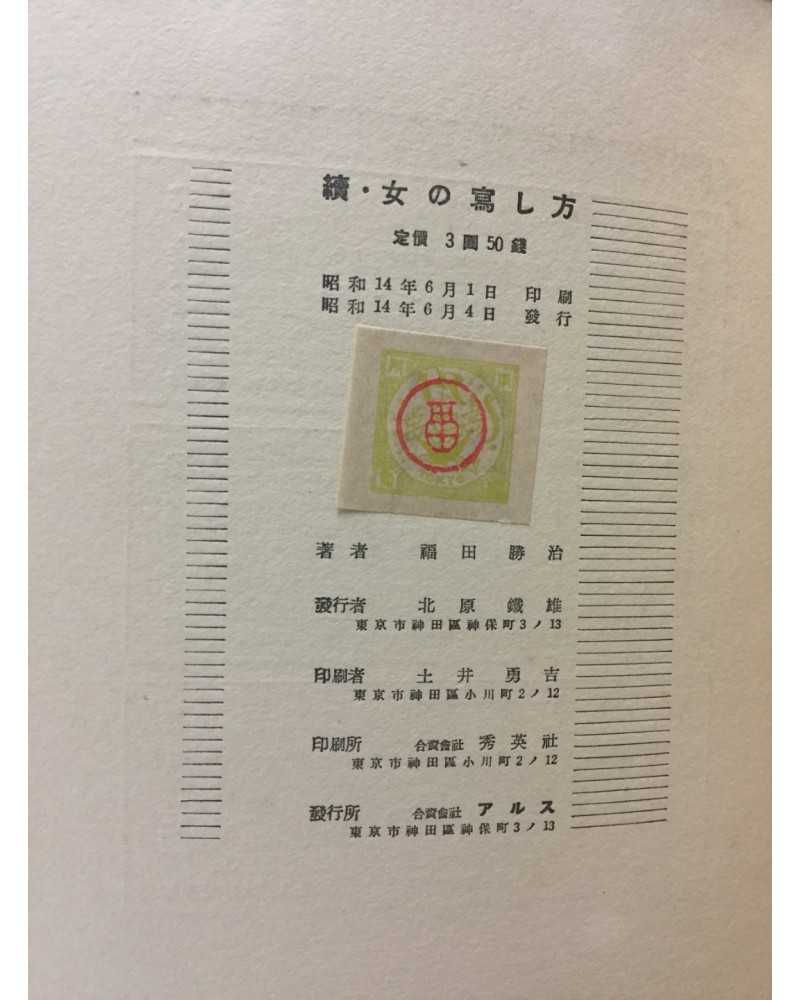 續・女の寫し方
定價 3圓50錢
昭和14年6月1日 印刷
昭和14年6月4日 發行
著者 福田勝治
發行者 北原鐵雄
東京市神田區神保町3ノ13
印刷者 土井勇吉
東京市神田區小川町2ノ12
印刷所 合資會社 秀英社
東京市神田區小川町2ノ12
發行所 合資會社 アルス
東京市神田區神保町3ノ13